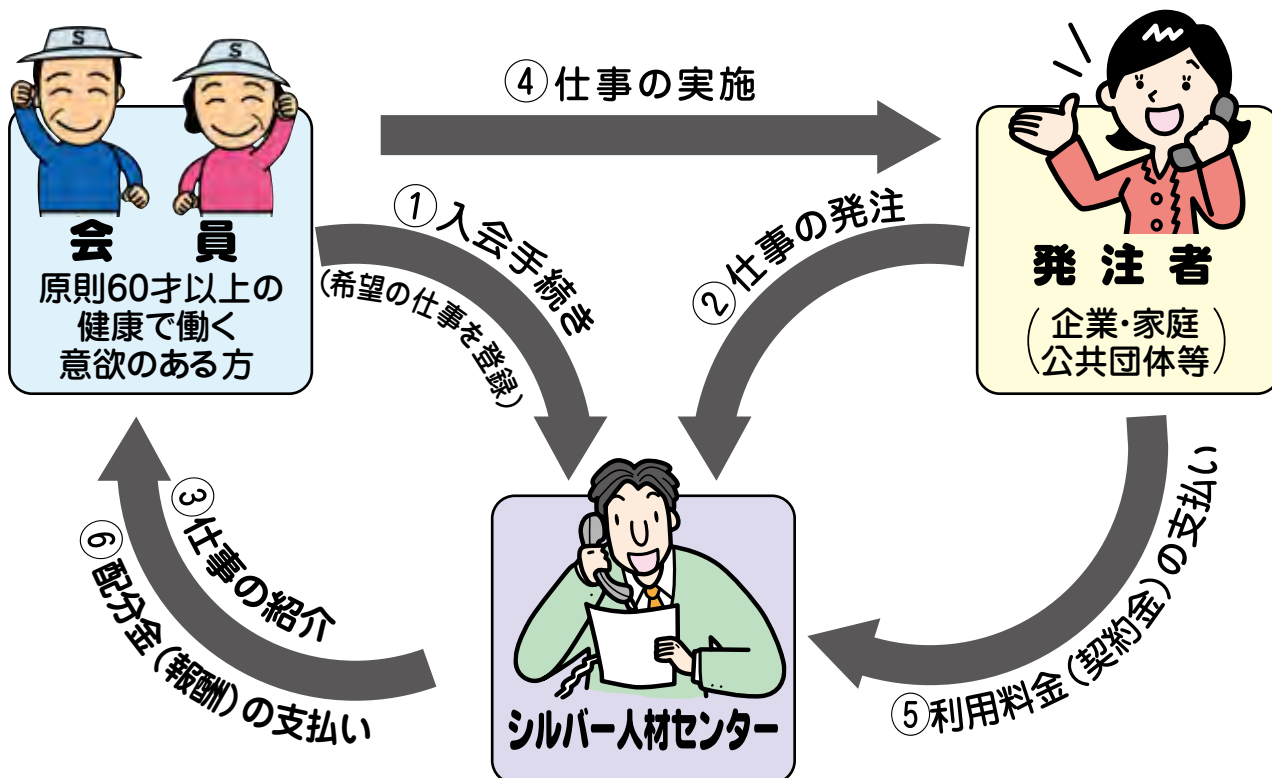 S
S
会員
原則60才以上の
健康で働く
意欲のある方
④仕事の実施
①入会手続き
(希望の仕事を登録)
②仕事の発注
発注者
(企業・家庭
公共団体等)
③仕事の紹介
⑥配分金(報酬)の支払い
シルバー人材センター
⑤利用料金(契約金)の支払い